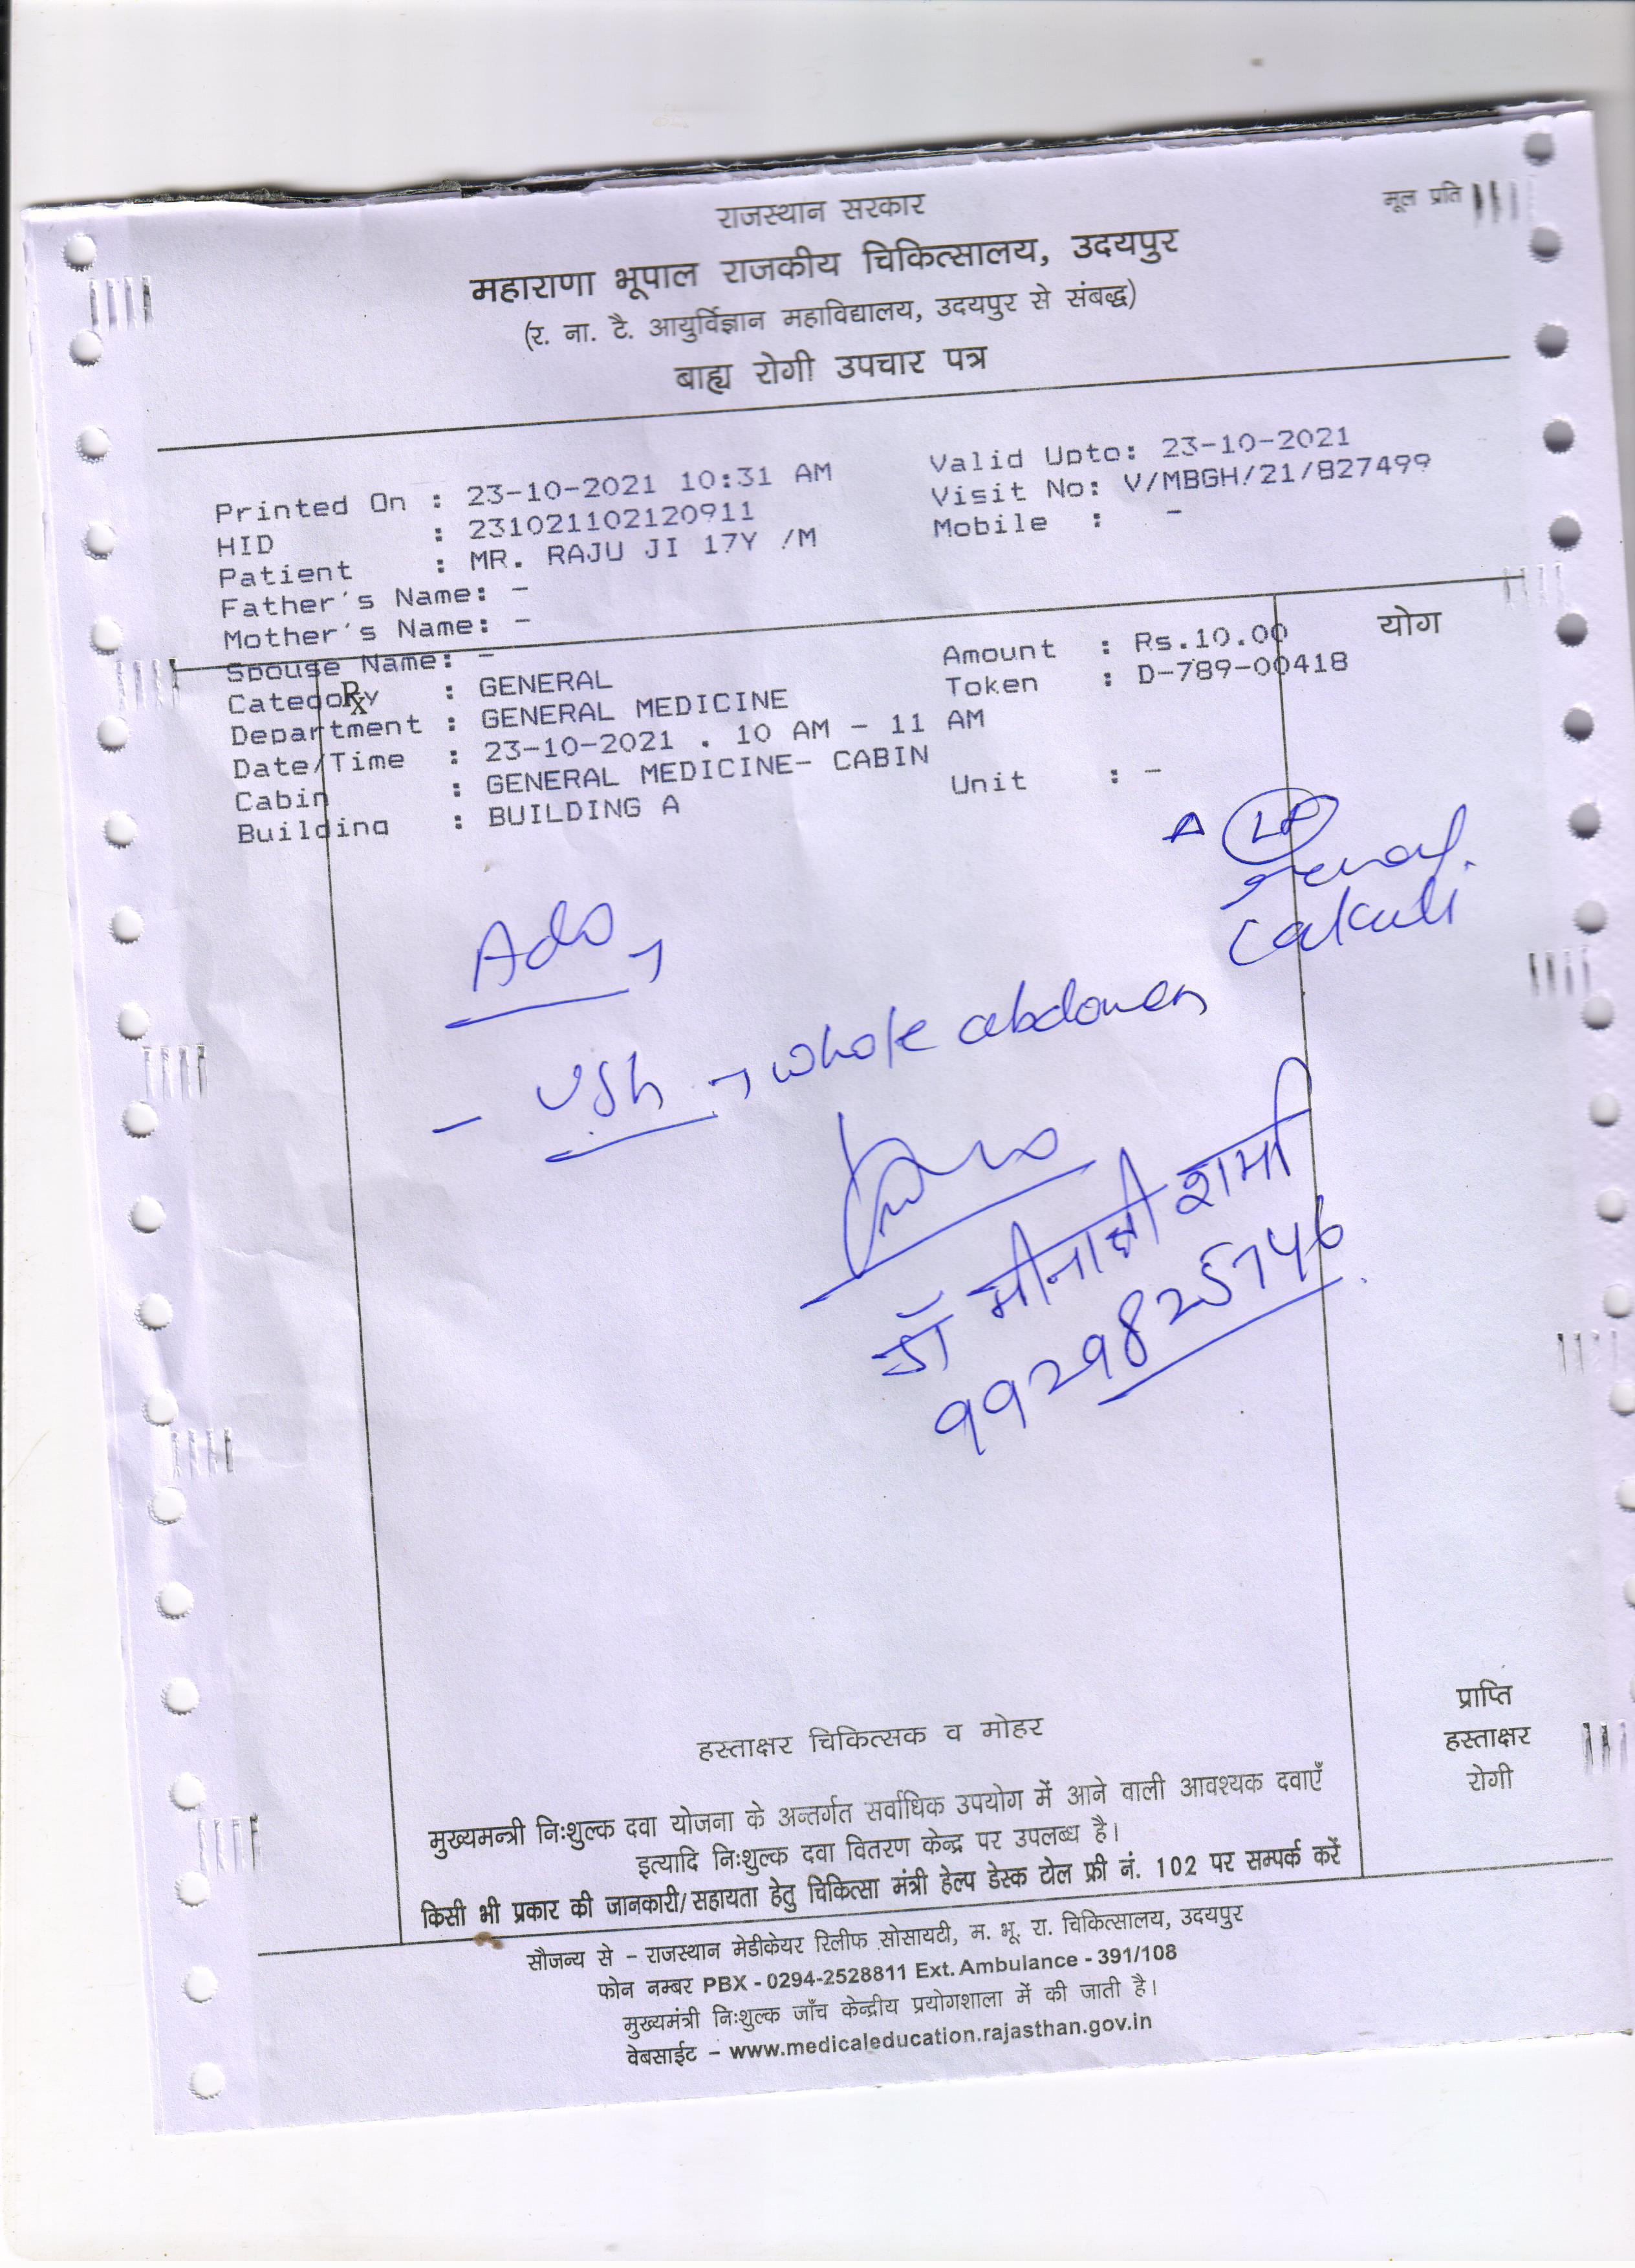 राजस्थान सरकार
मूल प्रति
महाराणा भूपाल राजकीय चिकित्सालय, उदयपुर
(र. ना. टै. आयुर्विज्ञान महाविद्यालय, उदयपुर से संबद्ध)
बाह्य रोगी उपचार पत्र
Printed On : 23-10-2021 10:31 AM Valid Upto: 23-10-2021
HID : 231021102120911 Visit No: V/MBGH/21/827499
Patient : MR. RAJU JI 17Y /M Mobile : -
Father's Name: -
Mother's Name: -
Spouse Name: - Amount : Rs.10.00 योग
Category : GENERAL Token : D-789-00418
Rx
Department : GENERAL MEDICINE
Date/Time : 23-10-2021 . 10 AM - 11 AM
Cabin : GENERAL MEDICINE- CABIN Unit : -
Building : BUILDING A
renal
calculi
Adv
- USG → whole abdomen
डॉ मीनाक्षी शर्मा
9929825746
हस्ताक्षर चिकित्सक व मोहर
प्राप्ति
हस्ताक्षर
रोगी
मुख्यमन्त्री निःशुल्क दवा योजना के अन्तर्गत सर्वाधिक उपयोग में आने वाली आवश्यक दवाएँ
इत्यादि निःशुल्क दवा वितरण केन्द्र पर उपलब्ध है।
किसी भी प्रकार की जानकारी/सहायता हेतु चिकित्सा मंत्री हेल्प डेस्क टोल फ्री नं. 102 पर सम्पर्क करें
सौजन्य से - राजस्थान मेडीकेयर रिलीफ सोसायटी, म. भू. रा. चिकित्सालय, उदयपुर
फोन नम्बर PBX - 0294-2528811 Ext. Ambulance - 391/108
मुख्यमंत्री निःशुल्क जाँच केन्द्रीय प्रयोगशाला में की जाती है।
वेबसाईट - www.medicaleducation.rajasthan.gov.in